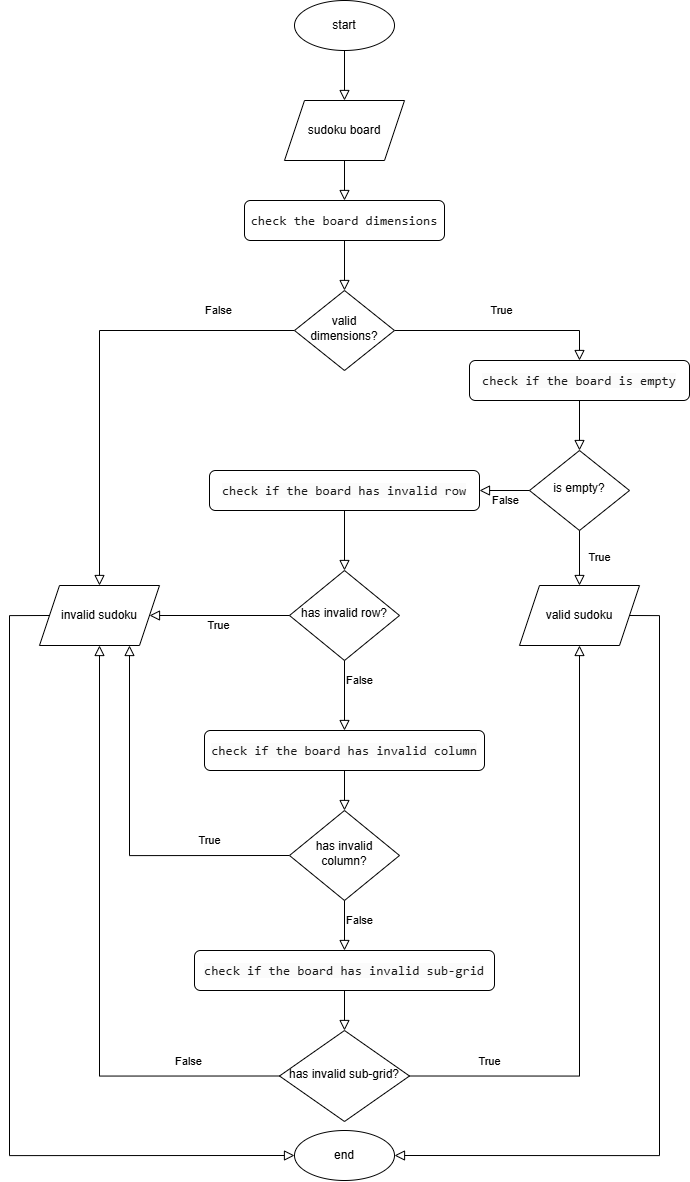 start
sudoku board
check the board dimensions
False
True
valid
dimensions?
check if the board is empty
check if the board has invalid row
False
is empty?
True
invalid sudoku
True
has invalid row?
valid sudoku
False
check if the board has invalid column
True
has invalid
column?
False
check if the board has invalid sub-grid
False
has invalid sub-grid?
True
end